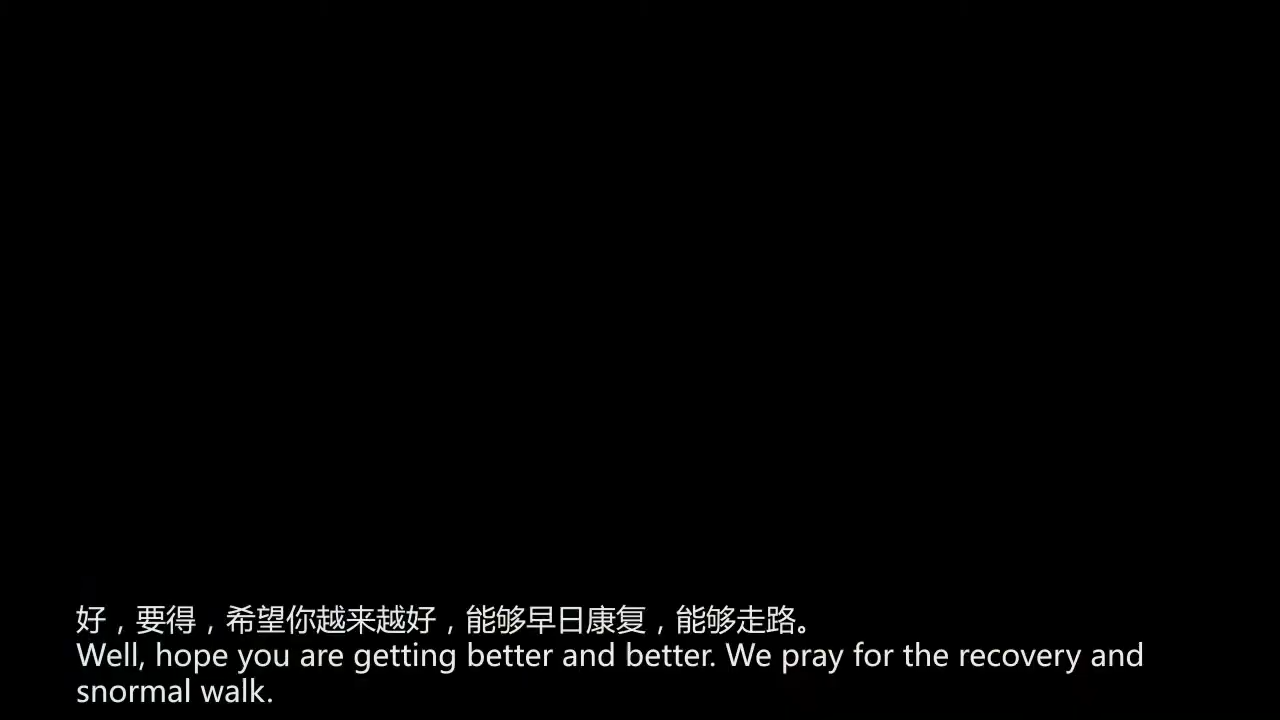 好，要得，希望你越来越好，能够早日康复，能够走路。
Well, hope you are getting better and better. We pray for the recovery and
snormal walk.